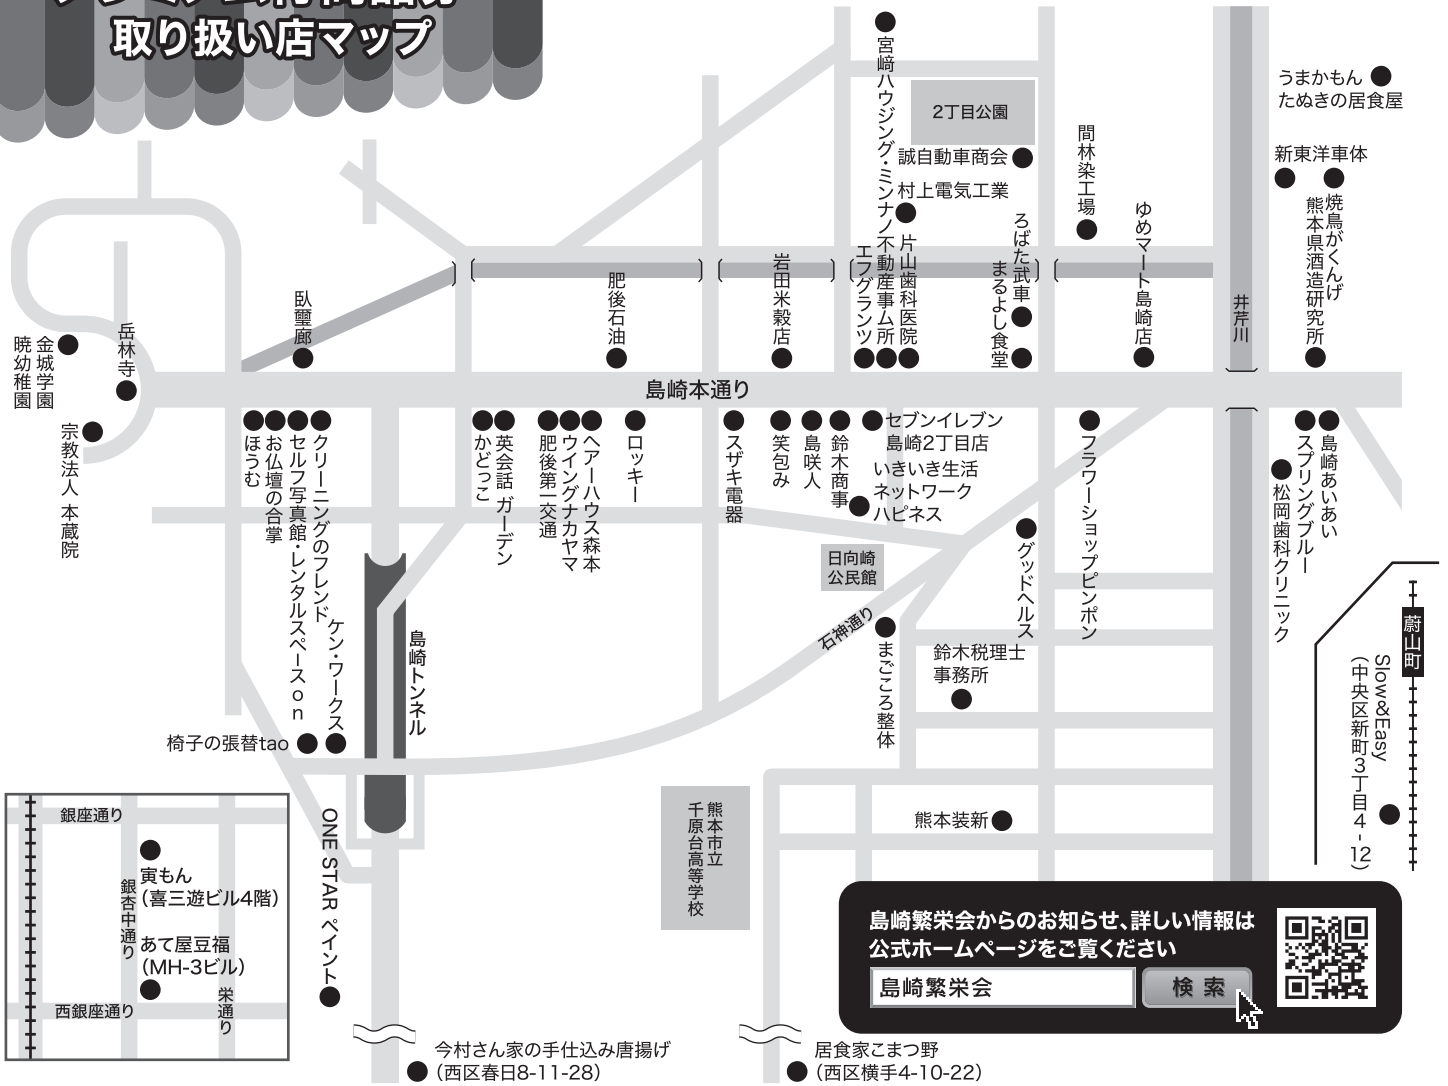 取り扱い店マップ
うまかもん
たぬきの居食屋
新東洋車体
焼鳥がくんげ
熊本県酒造研究所
宮﨑ハウジング・ミンナノ不動産事ム所
2丁目公園
誠自動車商会
村上電気工業
片山歯科医院
エフグランツ
ろばた武車
まるよし食堂
間林染工場
ゆめマート島崎店
井芹川
岩田米穀店
肥後石油
臥璽廊
岳林寺
金城学園
暁幼稚園
宗教法人 本蔵院
島崎本通り
ほうむ
お仏壇の合掌
セルフ写真館・レンタルスペースon
クリーニングのフレンド
ケン・ワークス
かどっこ
英会話 ガーデン
肥後第一交通
ウイングナカヤマ
ヘアーハウス森本
ロッキー
スザキ電器
笑包み
島咲人
鈴木商事
セブンイレブン
島崎2丁目店
いきいき生活
ネットワーク
ハピネス
フラワーショップピンポン
グッドヘルス
島崎あいあい
スプリングブルー
松岡歯科クリニック
日向崎
公民館
石神通り
まごころ整体
鈴木税理士
事務所
島崎トンネル
椅子の張替tao
ONE STAR ペイント
熊本市立
千原台高等学校
熊本装新
蔚山町
Slow&Easy
(中央区新町3丁目4-12)
銀座通り
寅もん
(喜三遊ビル4階)
銀杏中通り
あて屋豆福
(MH-3ビル)
西銀座通り
栄通り
今村さん家の手仕込み唐揚げ
(西区春日8-11-28)
居食家こまつ野
(西区横手4-10-22)
島崎繁栄会からのお知らせ、詳しい情報は
公式ホームページをご覧ください
島崎繁栄会
検索